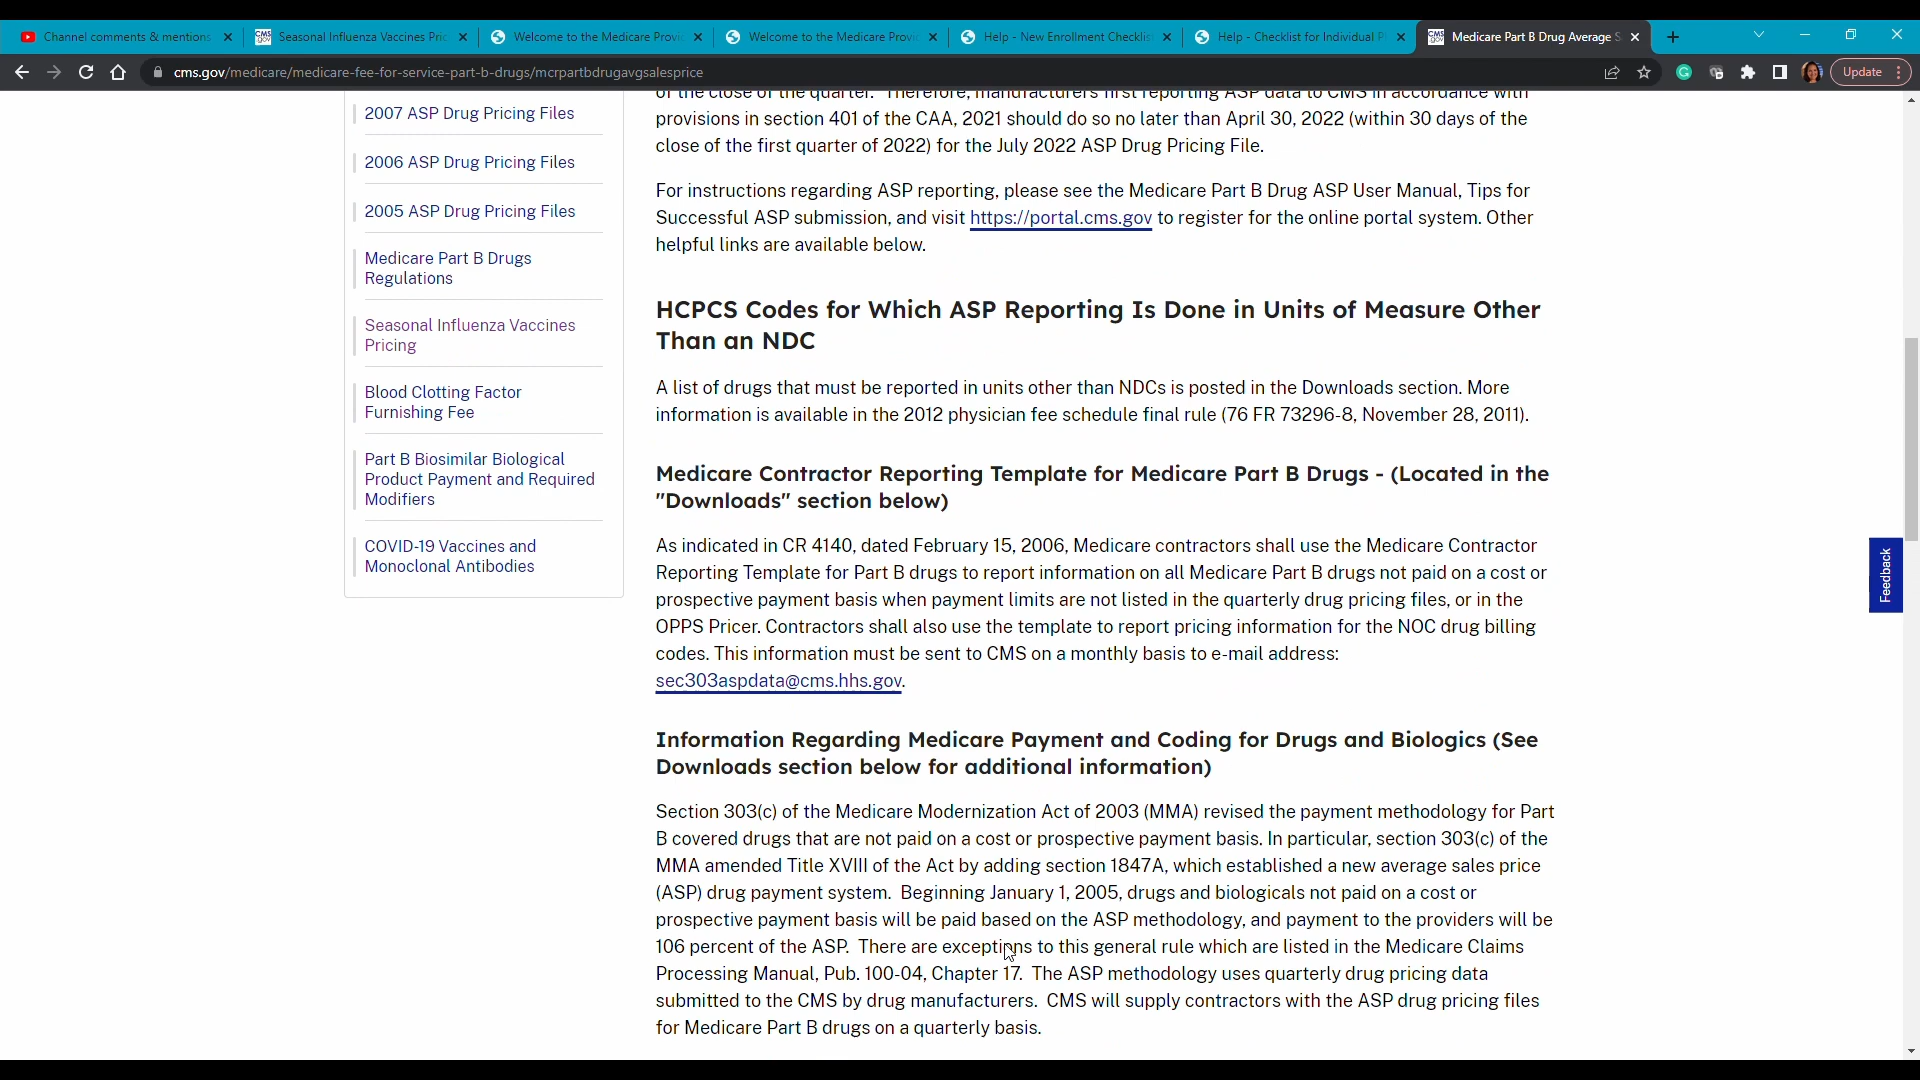 Channel comments & mentions
Seasonal Influenza Vaccines Pric
Welcome to the Medicare Provi
Welcome to the Medicare Provi
Help - New Enrollment Checklis
Help - Checklist for Individual P
Medicare Part B Drug Average S
cms.gov/medicare/medicare-fee-for-service-part-b-drugs/mcrpartbdrugavgsalesprice
Update
2007 ASP Drug Pricing Files
2006 ASP Drug Pricing Files
2005 ASP Drug Pricing Files
Medicare Part B Drugs
Regulations
Seasonal Influenza Vaccines
Pricing
Blood Clotting Factor
Furnishing Fee
Part B Biosimilar Biological
Product Payment and Required
Modifiers
COVID-19 Vaccines and
Monoclonal Antibodies
of the close of the quarter. Therefore, manufacturers first reporting ASP data to CMS in accordance with
provisions in section 401 of the CAA, 2021 should do so no later than April 30, 2022 (within 30 days of the
close of the first quarter of 2022) for the July 2022 ASP Drug Pricing File.
For instructions regarding ASP reporting, please see the Medicare Part B Drug ASP User Manual, Tips for
Successful ASP submission, and visit https://portal.cms.gov to register for the online portal system. Other
helpful links are available below.
HCPCS Codes for Which ASP Reporting Is Done in Units of Measure Other
Than an NDC
A list of drugs that must be reported in units other than NDCs is posted in the Downloads section. More
information is available in the 2012 physician fee schedule final rule (76 FR 73296-8, November 28, 2011).
Medicare Contractor Reporting Template for Medicare Part B Drugs - (Located in the
"Downloads" section below)
As indicated in CR 4140, dated February 15, 2006, Medicare contractors shall use the Medicare Contractor
Reporting Template for Part B drugs to report information on all Medicare Part B drugs not paid on a cost or
prospective payment basis when payment limits are not listed in the quarterly drug pricing files, or in the
OPPS Pricer. Contractors shall also use the template to report pricing information for the NOC drug billing
codes. This information must be sent to CMS on a monthly basis to e-mail address:
sec303aspdata@cms.hhs.gov.
Information Regarding Medicare Payment and Coding for Drugs and Biologics (See
Downloads section below for additional information)
Section 303(c) of the Medicare Modernization Act of 2003 (MMA) revised the payment methodology for Part
B covered drugs that are not paid on a cost or prospective payment basis. In particular, section 303(c) of the
MMA amended Title XVIII of the Act by adding section 1847A, which established a new average sales price
(ASP) drug payment system. Beginning January 1, 2005, drugs and biologicals not paid on a cost or
prospective payment basis will be paid based on the ASP methodology, and payment to the providers will be
106 percent of the ASP. There are exceptions to this general rule which are listed in the Medicare Claims
Processing Manual, Pub. 100-04, Chapter 17. The ASP methodology uses quarterly drug pricing data
submitted to the CMS by drug manufacturers. CMS will supply contractors with the ASP drug pricing files
for Medicare Part B drugs on a quarterly basis.
Feedback